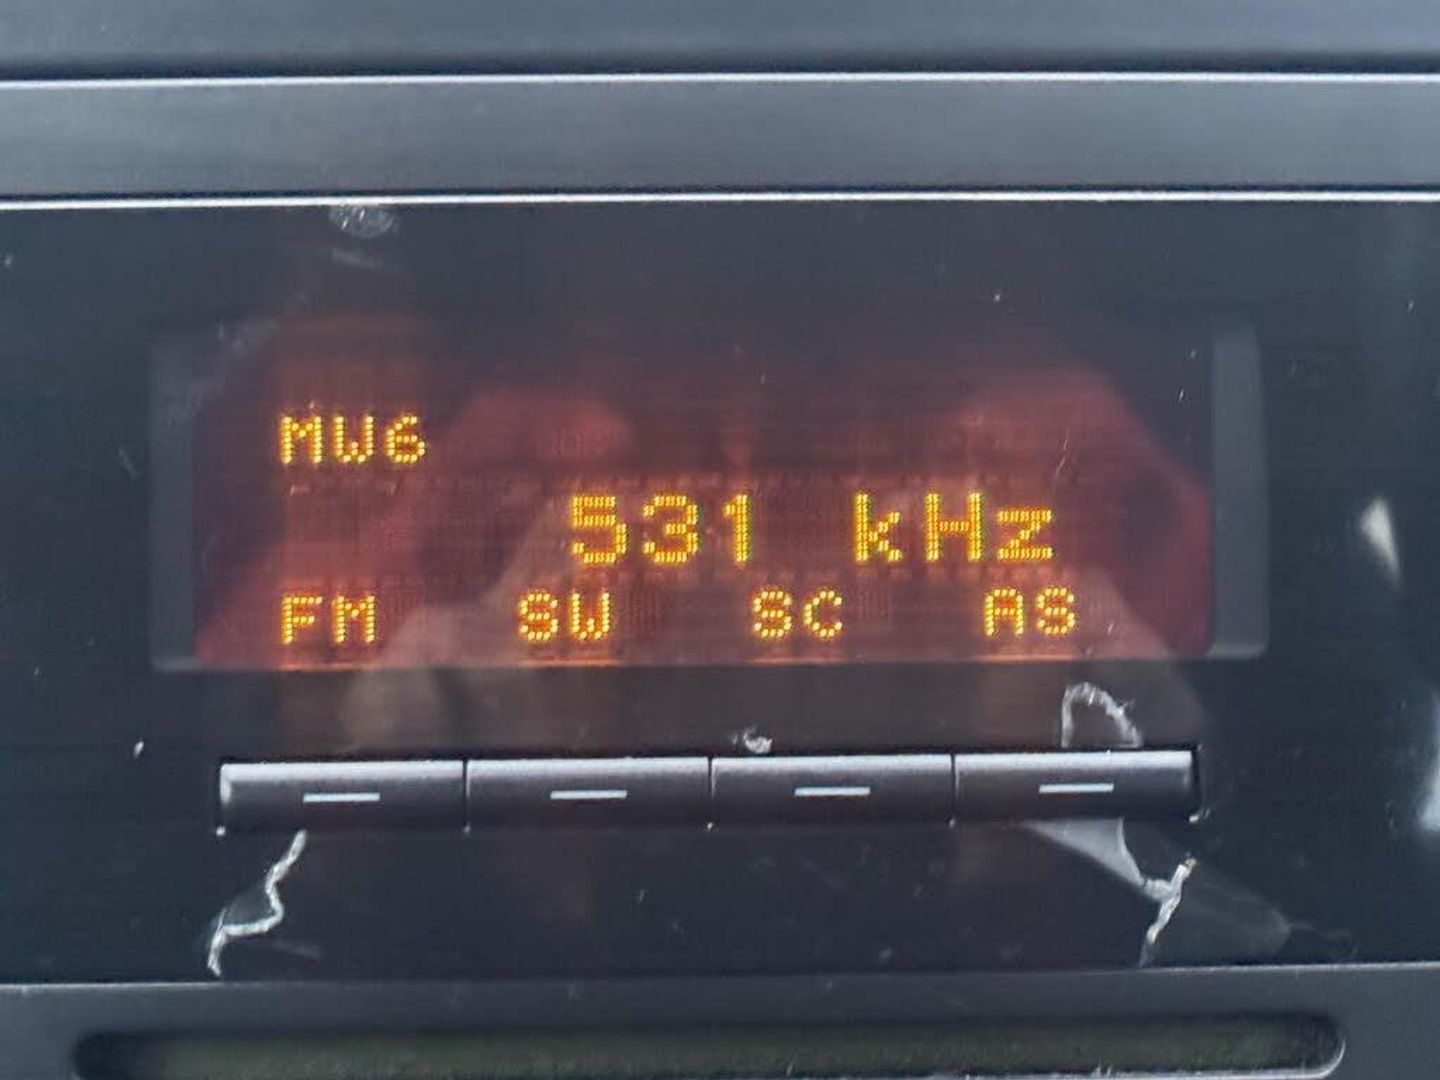 MW6
531 kHz
FM SW SC AS